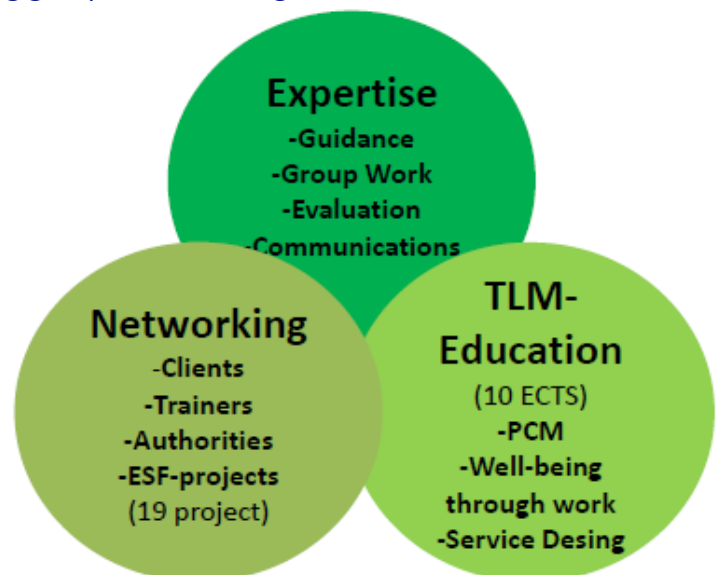 Expertise
-Guidance
-Group Work
-Evaluation
-Communications
Networking
-Clients
-Trainers
-Authorities
-ESF-projects
(19 project)
TLM-
Education
(10 ECTS)
-PCM
-Well-being
through work
-Service Desing